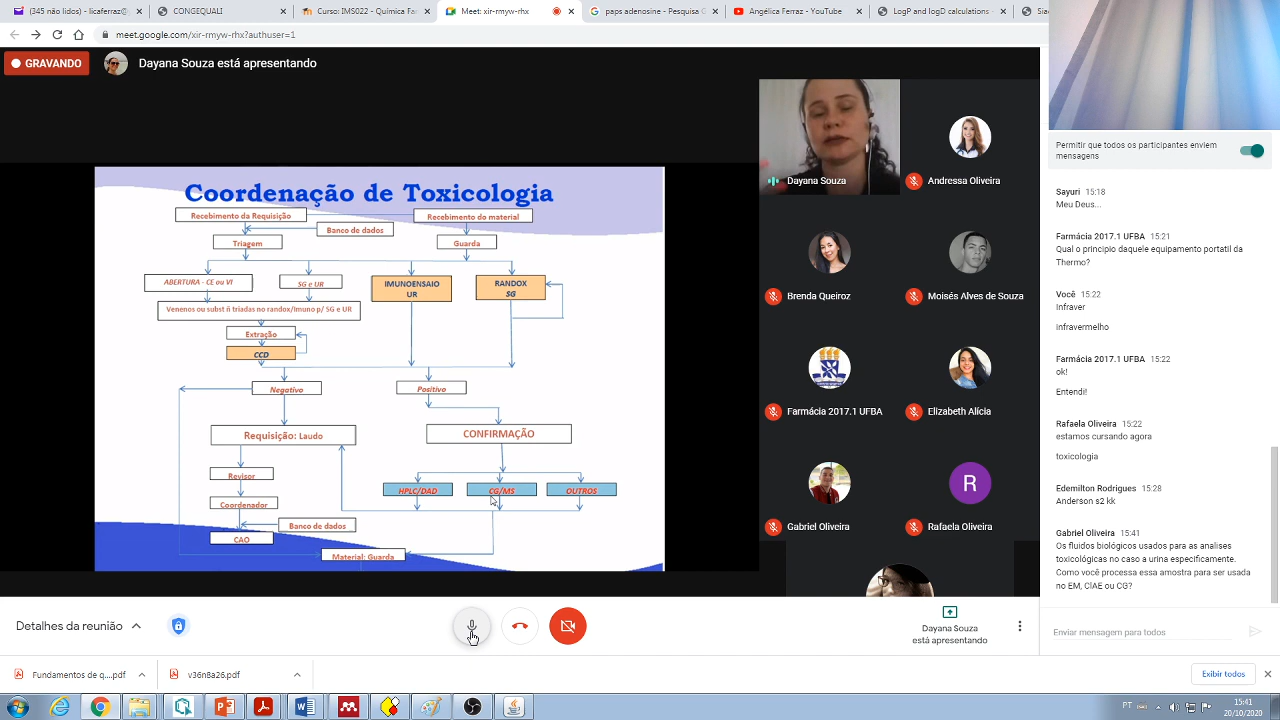 (345 não lidos) - licaferraz@
CONGEQUALI
Curso: IMS022 - Química Far
Meet: xir-rmyw-rhx
paps adenosine - Pesquisa G
Angélica Ferraz - YouTube
LogP and logD calculations -
meet.google.com/xir-rmyw-rhx?authuser=1
GRAVANDO
Dayana Souza está apresentando
Coordenação de Toxicologia
Recebimento da Requisição
Recebimento do material
Banco de dados
Triagem
Guarda
ABERTURA - CE ou VI
SG e UR
IMUNOENSAIO
UR
RANDOX
SG
Venenos ou subst ñ triadas no randox/Imuno p/ SG e UR
Extração
CCD
Negativo
Positivo
Requisição: Laudo
CONFIRMAÇÃO
Revisor
HPLC/DAD
CG/MS
OUTROS
Coordenador
Banco de dados
CAO
Material: Guarda
Dayana Souza
Andressa Oliveira
Brenda Queiroz
Moisés Alves de Souza
Farmácia 2017.1 UFBA
Elizabeth Alícia
Gabriel Oliveira
R
Rafaela Oliveira
Permitir que todos os participantes enviem
mensagens
Sayuri 15:18
Meu Deus...
Farmácia 2017.1 UFBA 15:21
Qual o principio daquele equipamento portatil da
Thermo?
Você 15:22
Infraver
infravermelho
Farmácia 2017.1 UFBA 15:22
ok!
Entendi!
Rafaela Oliveira 15:22
estamos cursando agora
toxicologia
Edemilton Rodrigues 15:28
Anderson s2 kk
Gabriel Oliveira 15:41
Os fluidos biológicos usados para as analises
toxicológicas no caso a urina especificamente.
Como você processa essa amostra para ser usada
no EM, ClAE ou CG?
Enviar mensagem para todos
Detalhes da reunião
Dayana Souza
está apresentando
Fundamentos de q....pdf
v36n8a26.pdf
Exibir todos
PT
15:41
20/10/2020